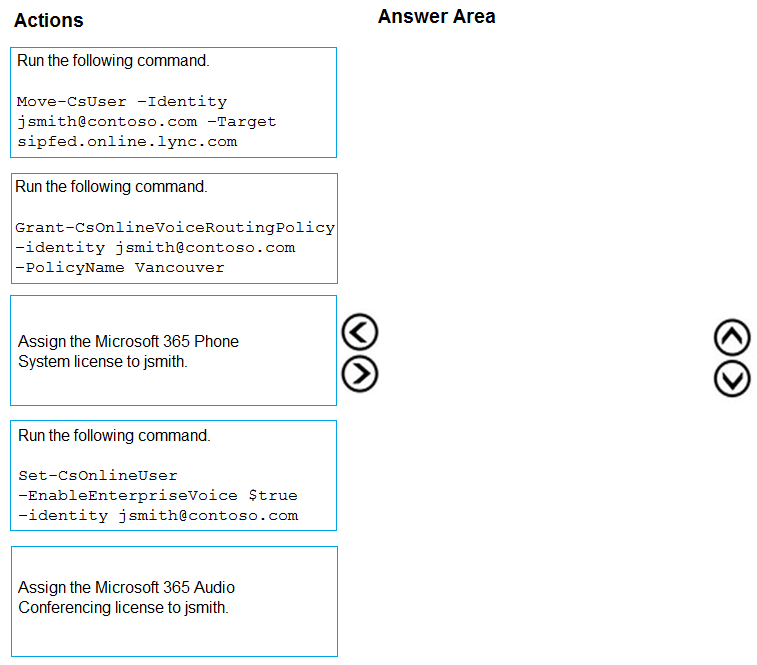 Actions
Answer Area
Run the following command.
Move-CsUser -Identity
jsmith@contoso.com -Target
sipfed.online.lync.com
Run the following command.
Grant-CsOnlineVoiceRoutingPolicy
-identity jsmith@contoso.com
-PolicyName Vancouver
Assign the Microsoft 365 Phone
System license to jsmith.
Run the following command.
Set-CsOnlineUser
-EnableEnterpriseVoice $true
-identity jsmith@contoso.com
Assign the Microsoft 365 Audio
Conferencing license to jsmith.